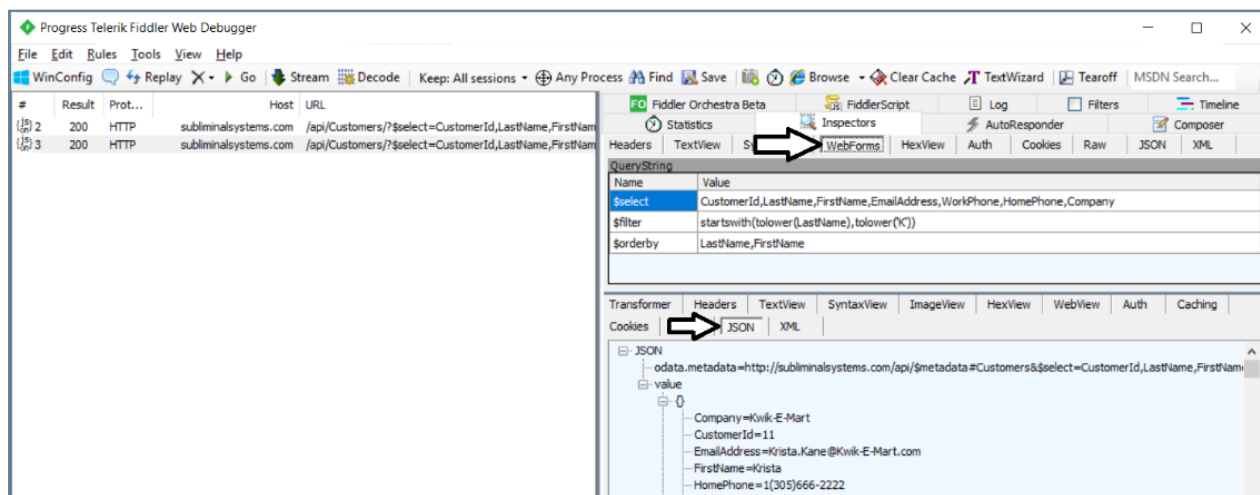 Progress Telerik Fiddler Web Debugger
File Edit Rules Tools View Help
WinConfig Replay Go Stream Decode Keep: All sessions Any Process Find Save Browse Clear Cache TextWizard Tearoff MSDN Search...
# Result Prot... Host URL
2 200 HTTP subliminalsystems.com /api/Customers/?$select=CustomerId,LastName,FirstNam
3 200 HTTP subliminalsystems.com /api/Customers/?$select=CustomerId,LastName,FirstNam
FO Fiddler Orchestra Beta FiddlerScript Log Filters Timeline
Statistics Inspectors AutoResponder Composer
Headers TextView WebForms HexView Auth Cookies Raw JSON XML
QueryString
Name Value
$select CustomerId,LastName,FirstName,EmailAddress,WorkPhone,HomePhone,Company
$filter startswith(tolower(LastName),tolower('K'))
$orderby LastName,FirstName
Transformer Headers TextView SyntaxView ImageView HexView WebView Auth Caching
Cookies JSON XML
JSON
odata.metadata=http://subliminalsystems.com/api/$metadata#Customers&$select=CustomerId,LastName,FirstName
value
{}
Company=Kwik-E-Mart
CustomerId=11
EmailAddress=Krista.Kane@Kwik-E-Mart.com
FirstName=Krista
HomePhone=1(305)666-2222